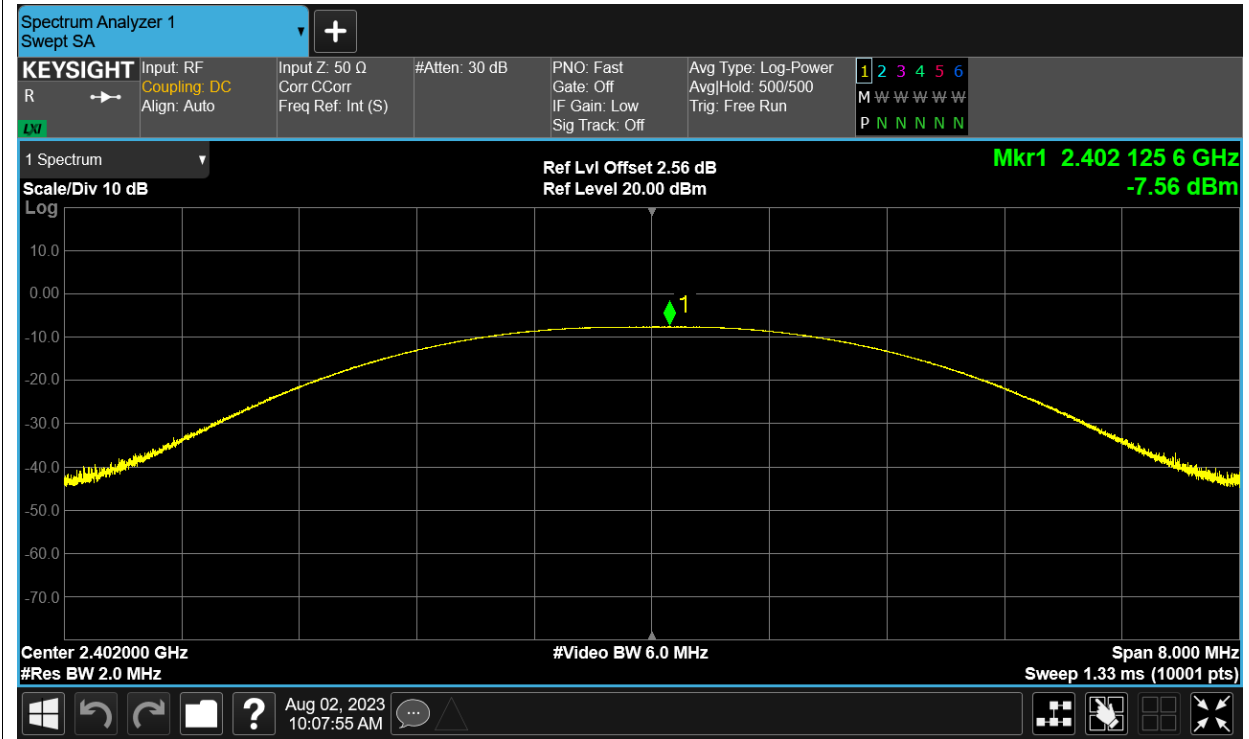 Spectrum Analyzer 1
Swept SA
KEYSIGHT
R
LXI
Input: RF
Coupling: DC
Align: Auto
Input Z: 50 Ω
Corr CCorr
Freq Ref: Int (S)
#Atten: 30 dB
PNO: Fast
Gate: Off
IF Gain: Low
Sig Track: Off
Avg Type: Log-Power
Avg|Hold: 500/500
Trig: Free Run
1 2 3 4 5 6
M W W W W W
P N N N N N
1 Spectrum
Scale/Div 10 dB
Log
Ref Lvl Offset 2.56 dB
Ref Level 20.00 dBm
Mkr1 2.402 125 6 GHz
-7.56 dBm
10.0
0.00
1
-10.0
-20.0
-30.0
-40.0
-50.0
-60.0
-70.0
Center 2.402000 GHz
#Video BW 6.0 MHz
Span 8.000 MHz
#Res BW 2.0 MHz
Sweep 1.33 ms (10001 pts)
?
Aug 02, 2023
10:07:55 AM